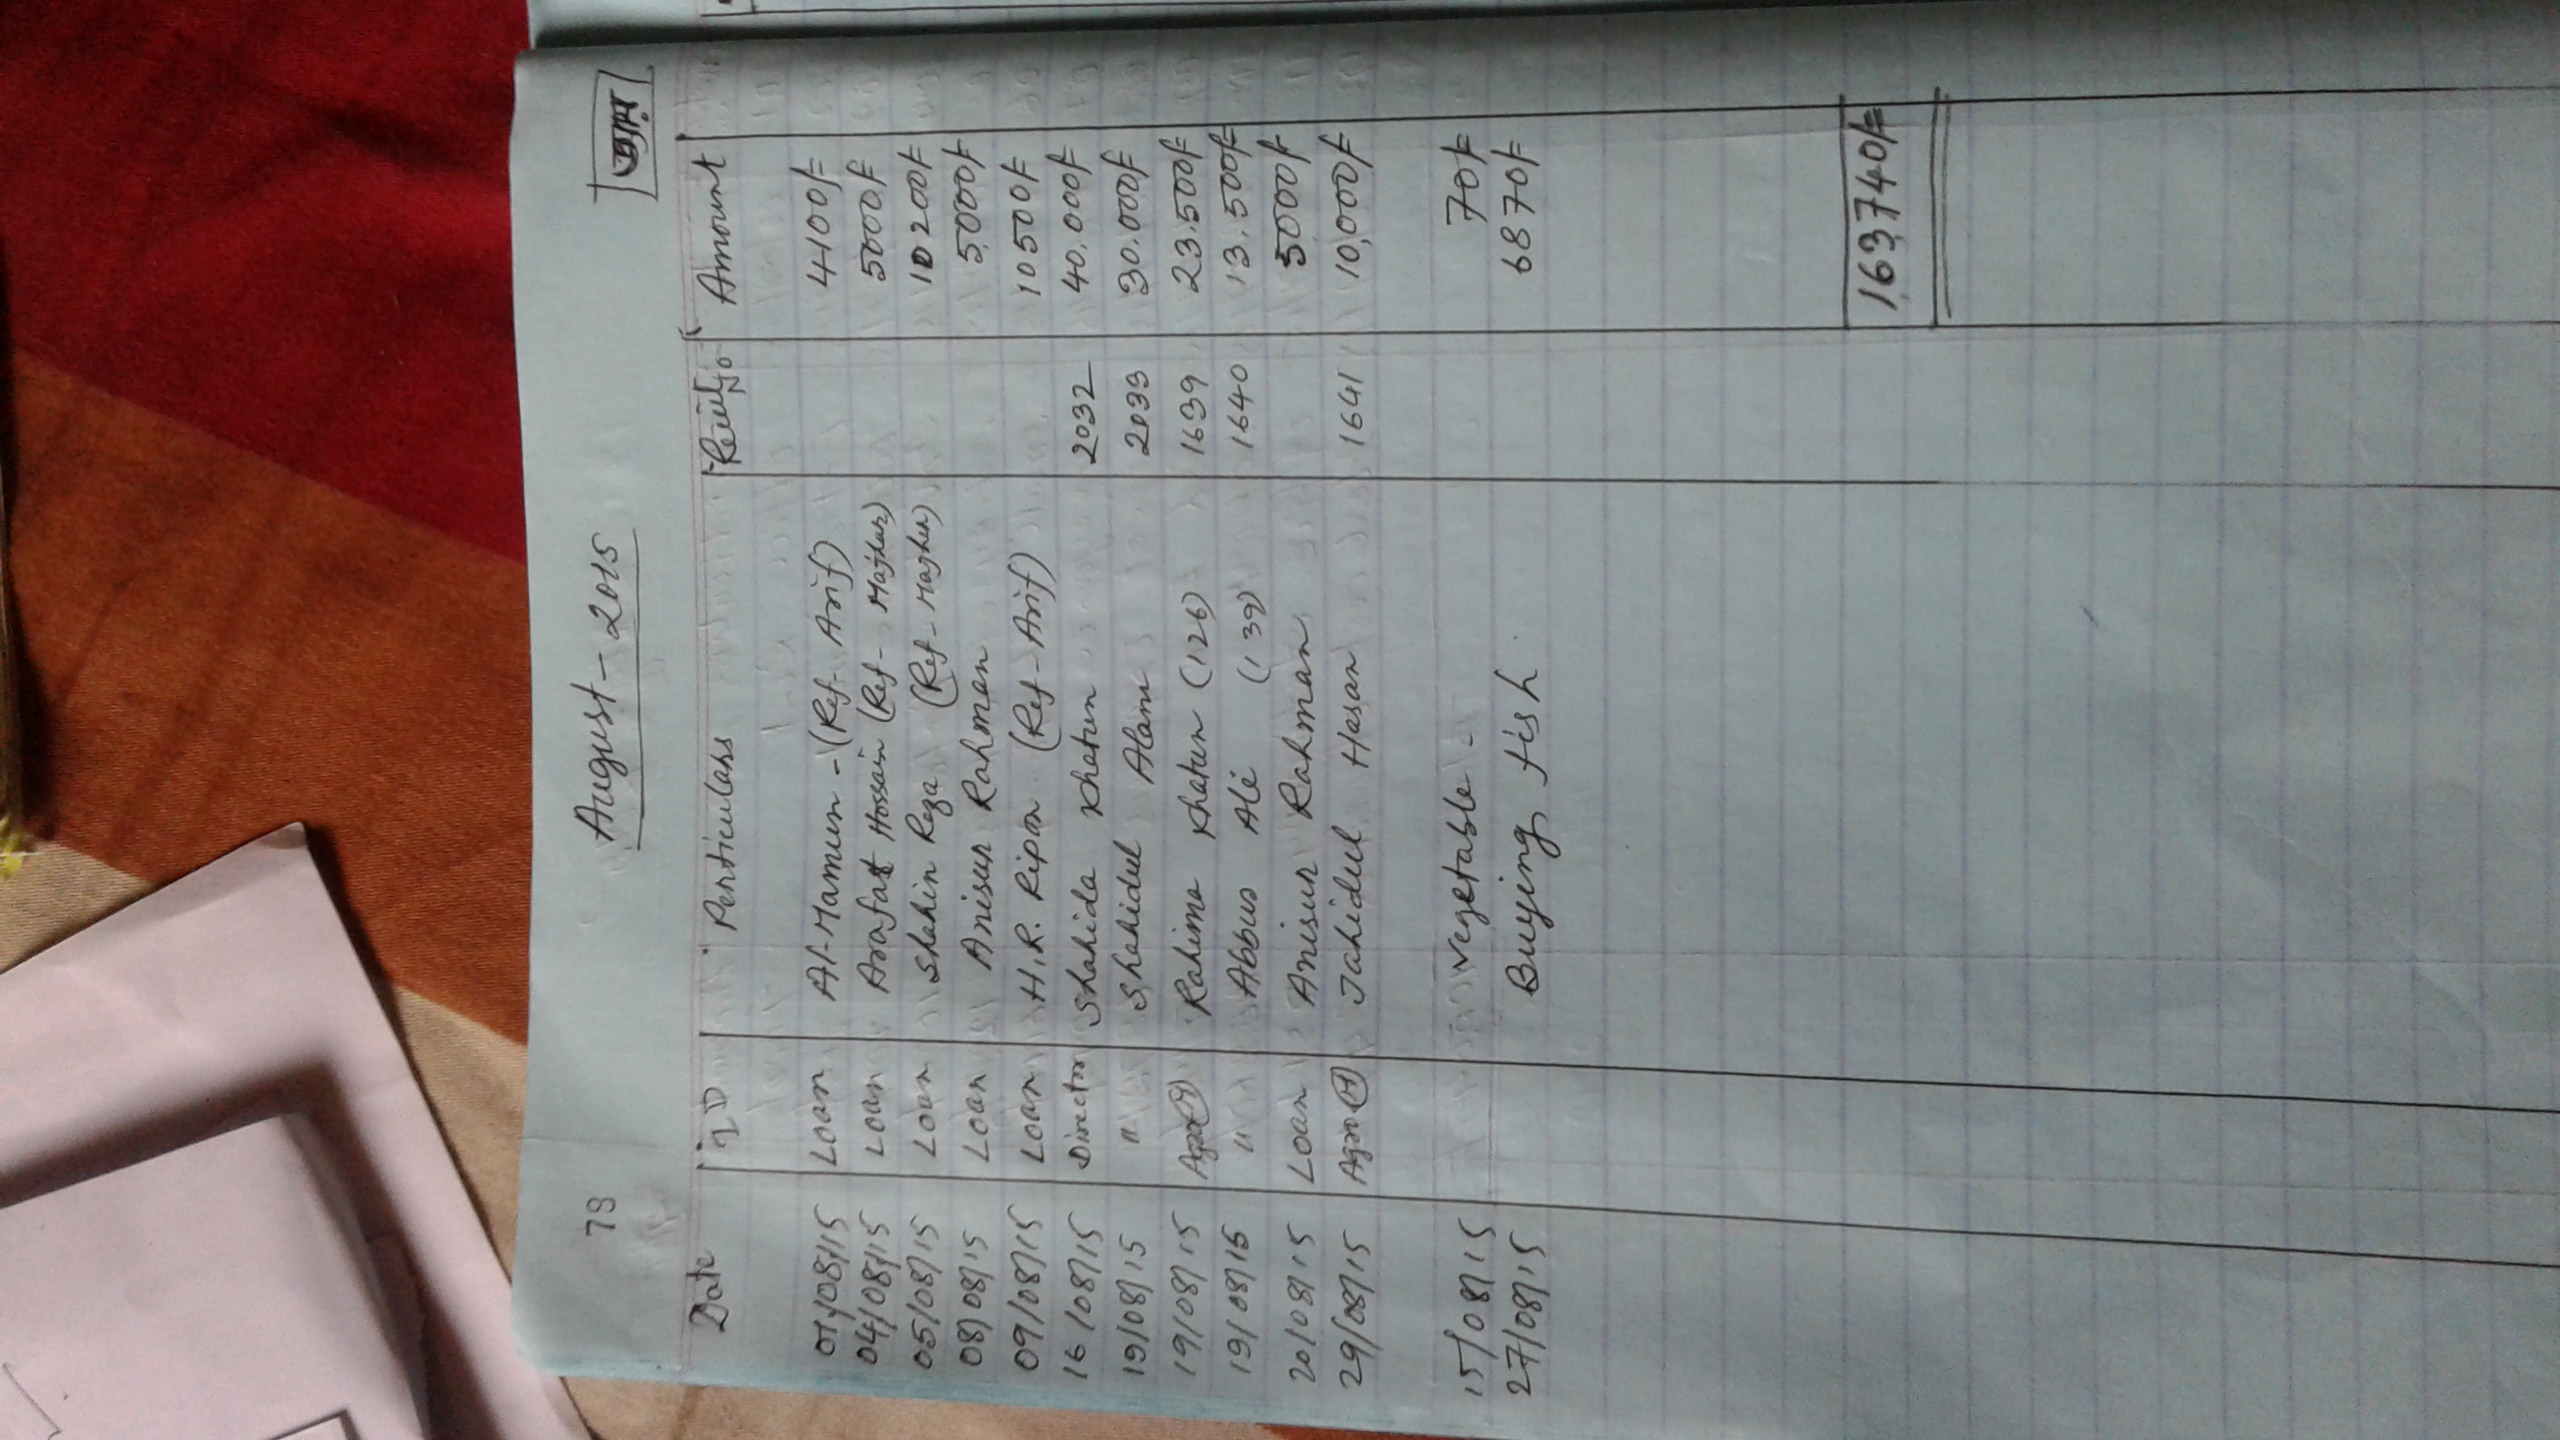 78 August - 2015
Date ID Perticulars No Amount
01/08/15 Loan Al-Mamun - (Ref- Arif) 4100/=
04/08/15 Loan Arafat Hossain (Ref- Majhar) 5000/=
05/08/15 Loan Shahin Reza (Ref- Majher) 10200/=
08/08/15 Loan Anisur Rahman 5000/=
09/08/15 Loan H.R. Ripon (Ref- Arif) 10500/=
16/08/15 Director Shahida Khatun 2032 40,000/=
19/08/15 " Shahidul Alam 2033 30.000/=
19/08/15 Agro (M) Rahima Khatun (126) 1639 23.500/=
19/08/15 " Abbus Ali (139) 1640 13.500/=
20/08/15 Loan Anisur Rahman 5000/=
29/08/15 Agro (M) Jahidul Hasan 1641 10,000/=
15/08/15 Vegetable - 70/=
27/08/15 Buying fish 6870/=
163740/=